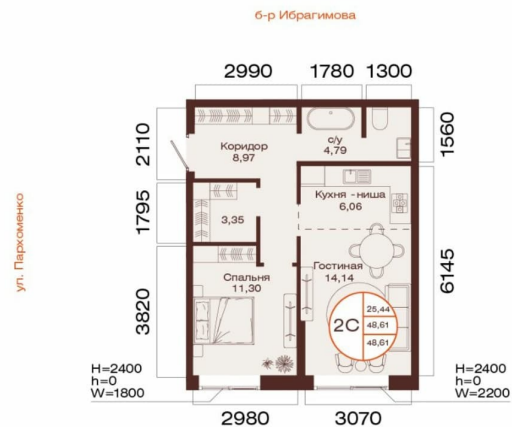 б-р Ибрагимова
2990
1780
1300
2110
1795
3820
ул. Пархоменко
Коридор
8,97
с/у
4,79
1560
3,35
Кухня -ниша
6,06
6145
Спальня
11,30
Гостиная
14,14
2С
25,44
48,61
48,61
H=2400
h=0
W=1800
H=2400
h=0
W=2200
2980
3070